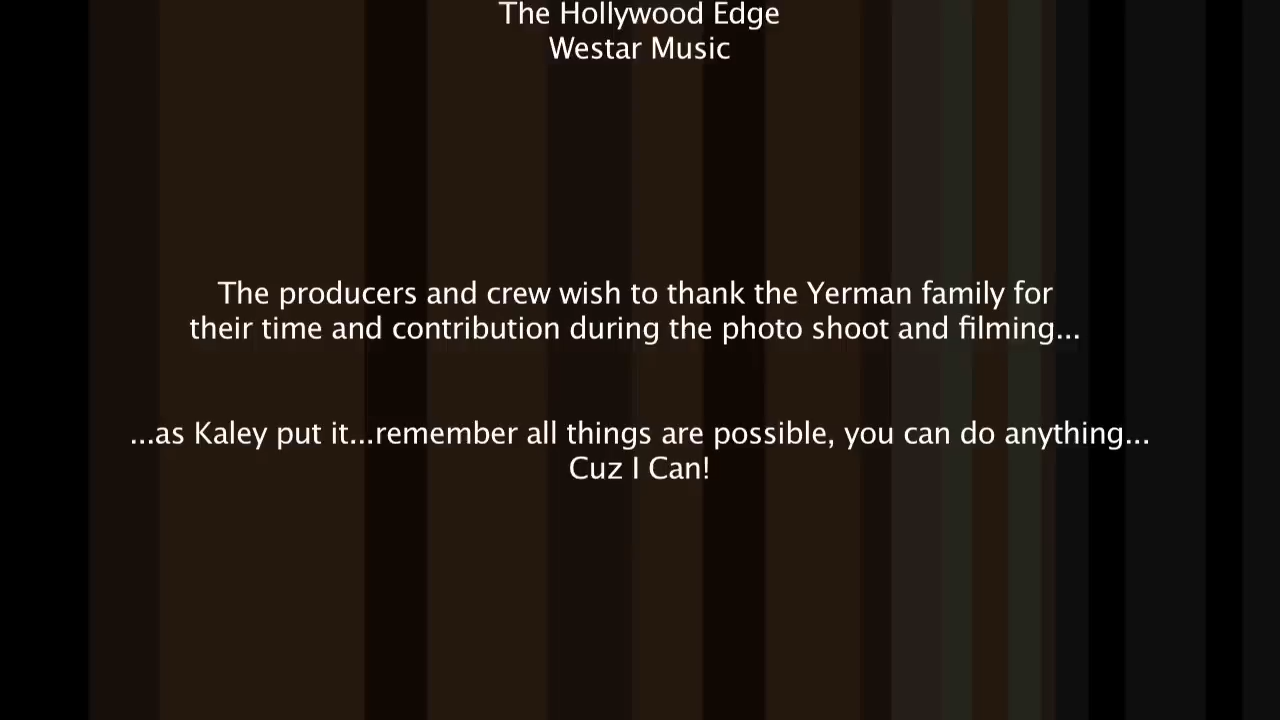 The Hollywood Edge
Westar Music
The producers and crew wish to thank the Yerman family for
their time and contribution during the photo shoot and filming...
...as Kaley put it...remember all things are possible, you can do anything...
Cuz I Can!